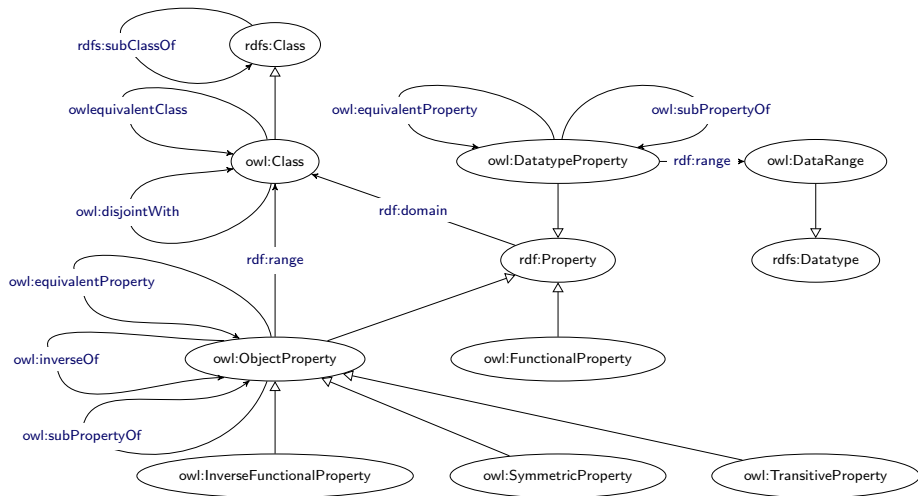 rdfs:subClassOf
rdfs:Class
owlequivalentClass
owl:equivalentProperty
owl:subPropertyOf
owl:Class
owl:DatatypeProperty
rdf:range
owl:DataRange
owl:disjointWith
rdf:domain
rdf:range
rdf:Property
rdfs:Datatype
owl:equivalentProperty
owl:inverseOf
owl:ObjectProperty
owl:FunctionalProperty
owl:subPropertyOf
owl:InverseFunctionalProperty
owl:SymmetricProperty
owl:TransitiveProperty